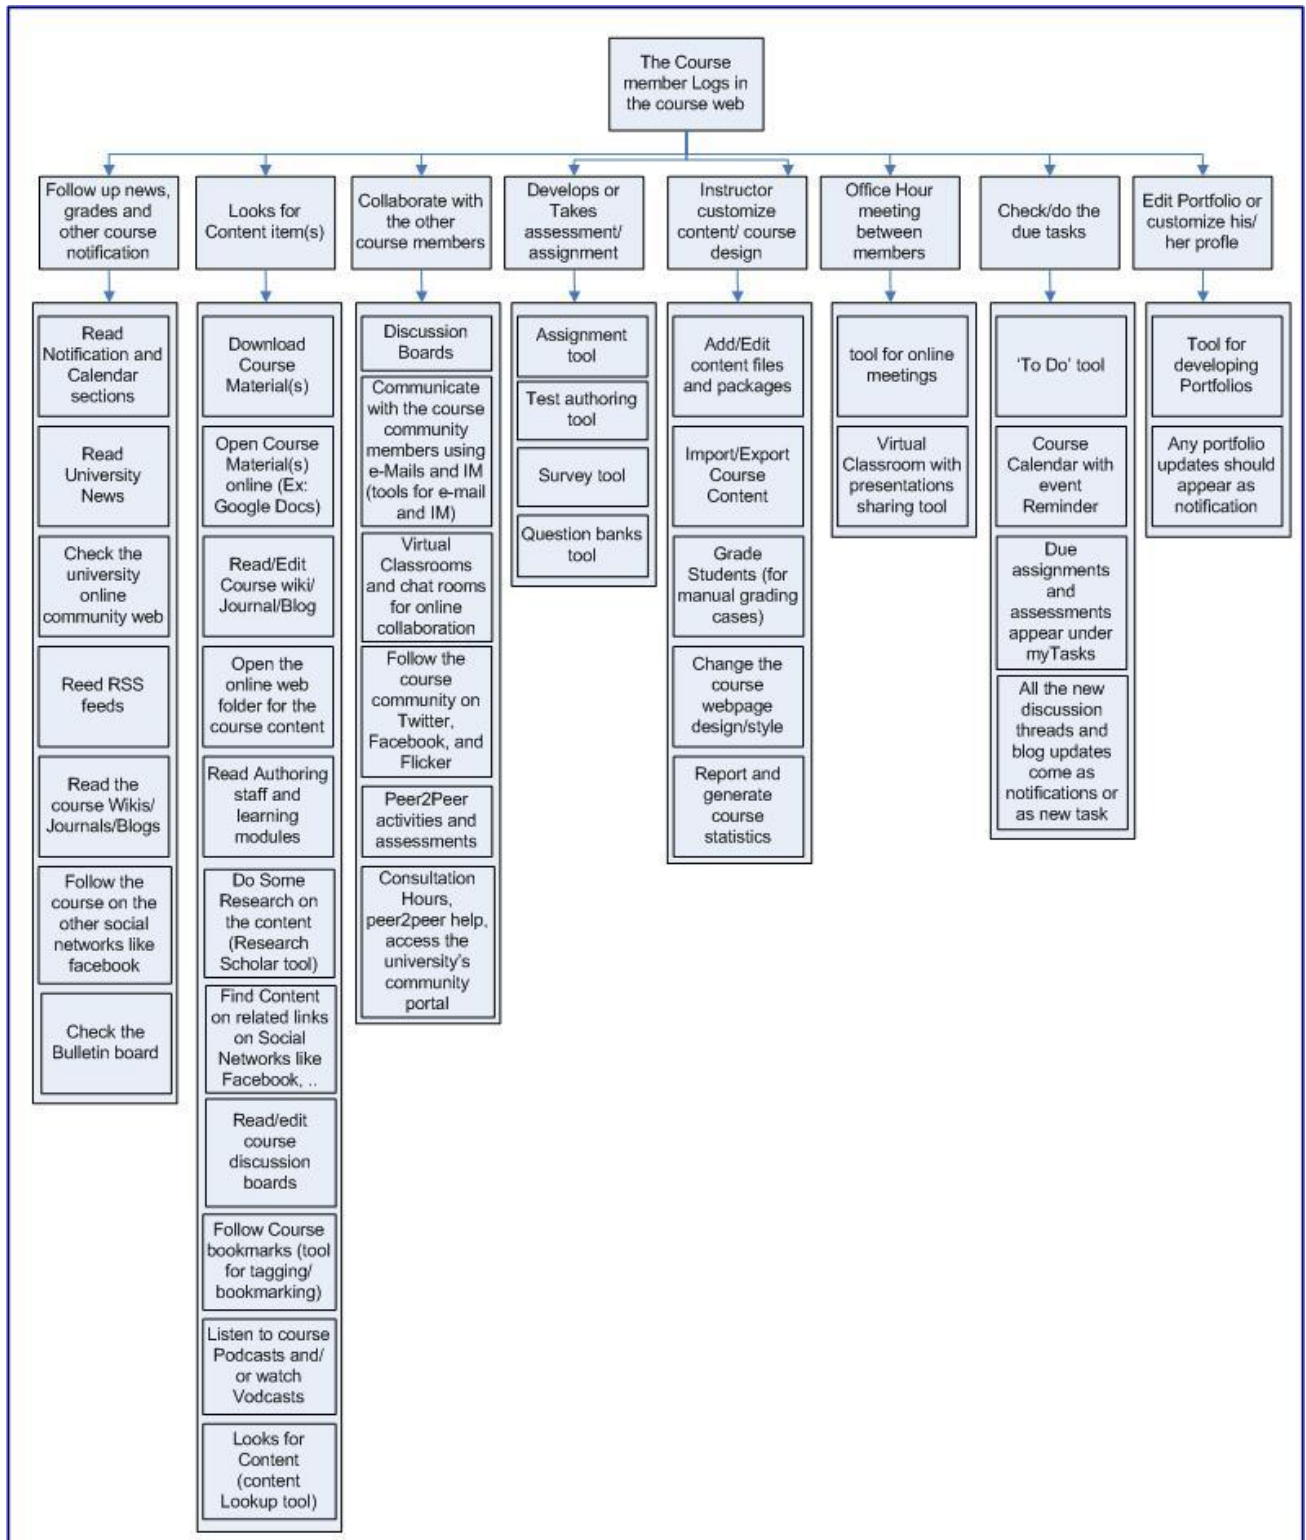 The Course
member Logs in
the course web
Follow up news,
grades and
other course
notification
Looks for
Content item(s)
Collaborate with
the other
course members
Develops or
Takes
assessment/
assignment
Instructor
customize
content/ course
design
Office Hour
meeting
between
members
Check/do the
due tasks
Edit Portfolio or
customize his/
her profle
Read
Notification and
Calendar
sections
Read
University
News
Check the
university
online
community web
Reed RSS
feeds
Read the
course Wikis/
Journals/Blogs
Follow the
course on the
other social
networks like
facebook
Check the
Bulletin board
Download
Course
Material(s)
Open Course
Material(s)
online (Ex:
Google Docs)
Read/Edit
Course wiki/
Journal/Blog
Open the
online web
folder for the
course content
Read Authoring
staff and
learning
modules
Do Some
Research on
the content
(Research
Scholar tool)
Find Content
on related links
on Social
Networks like
Facebook, ..
Read/edit
course
discussion
boards
Follow Course
bookmarks (tool
for tagging/
bookmarking)
Listen to course
Podcasts and/
or watch
Vodcasts
Looks for
Content
(content
Lookup tool)
Discussion
Boards
Communicate
with the course
community
members using
e-Mails and IM
(tools for e-mail
and IM)
Virtual
Classrooms
and chat rooms
for online
collaboration
Follow the
course
community on
Twitter,
Facebook, and
Flicker
Peer2Peer
activities and
assessments
Consultation
Hours,
peer2peer help,
access the
university's
community
portal
Assignment
tool
Test authoring
tool
Survey tool
Question banks
tool
Add/Edit
content files
and packages
Import/Export
Course
Content
Grade
Students (for
manual grading
cases)
Change the
course
webpage
design/style
Report and
generate
course
statistics
tool for online
meetings
Virtual
Classroom with
presentations
sharing tool
‘To Do’ tool
Course
Calendar with
event
Reminder
Due
assignments
and
assessments
appear under
myTasks
All the new
discussion
threads and
blog updates
come as
notifications or
as new task
Tool for
developing
Portfolios
Any portfolio
updates should
appear as
notification